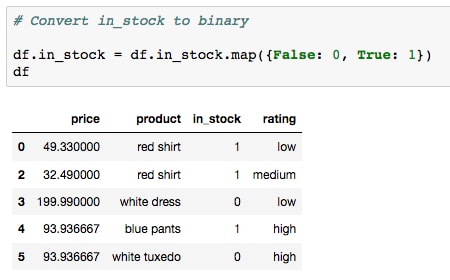 # Convert in_stock to binary
df.in_stock = df.in_stock.map({False: 0, True: 1})
df
price product in_stock rating
0 49.330000 red shirt 1 low
2 32.490000 red shirt 1 medium
3 199.990000 white dress 0 low
4 93.936667 blue pants 1 high
5 93.936667 white tuxedo 0 high